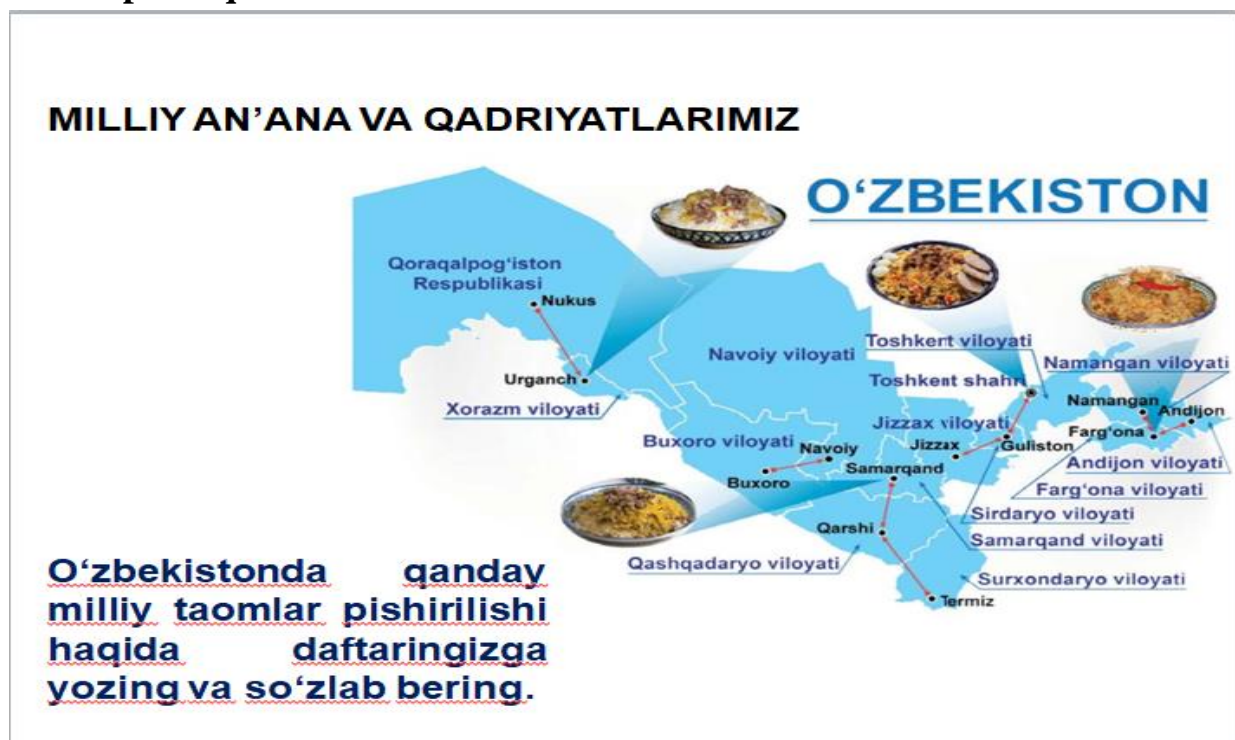 MILLIY AN’ANA VA QADRIYATLARIMIZ
O‘ZBEKISTON
Qoraqalpog‘iston
Respublikasi
Nukus
Urganch
Xorazm viloyati
Navoiy viloyati
Toshkent viloyati
Toshkent shahri
Namangan viloyati
Namangan
Andijon
Jizzax viloyati
Farg‘ona
Buxoro viloyati
Navoiy
Jizzax
Guliston
Andijon viloyati
Buxoro
Samarqand
Farg‘ona viloyati
Sirdaryo viloyati
Qarshi
Samarqand viloyati
Qashqadaryo viloyati
Surxondaryo viloyati
Termiz
O‘zbekistonda qanday
milliy taomlar pishirilishi
haqida daftaringizga
yozing va so‘zlab bering.